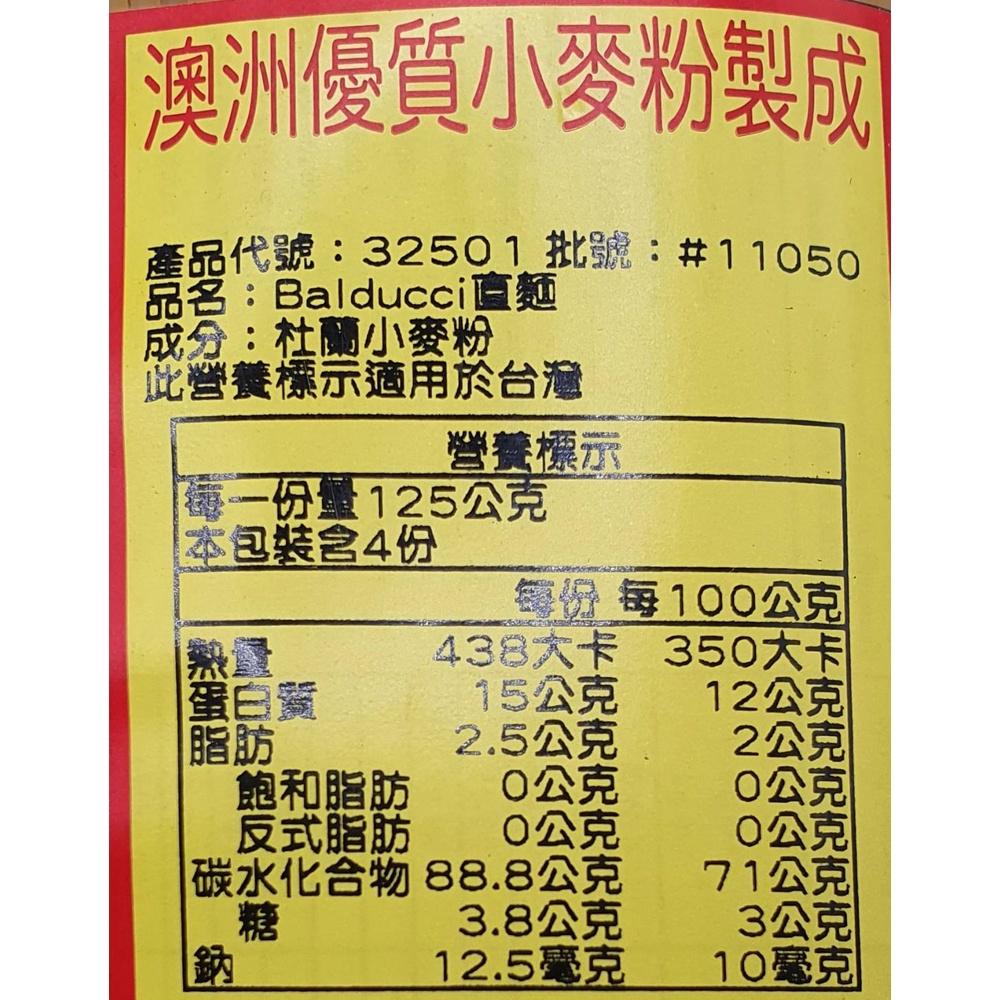 澳洲優質小麥粉製成
產品代號：32501 批號：#11050
品名：Balducci直麵
成分：杜蘭小麥粉
此營養標示適用於台灣
營養標示
每一份量125公克
本包裝含4份
每份 每100公克
熱量 438大卡 350大卡
蛋白質 15公克 12公克
脂肪 2.5公克 2公克
飽和脂肪 0公克 0公克
反式脂肪 0公克 0公克
碳水化合物 88.8公克 71公克
糖 3.8公克 3公克
鈉 12.5毫克 10毫克